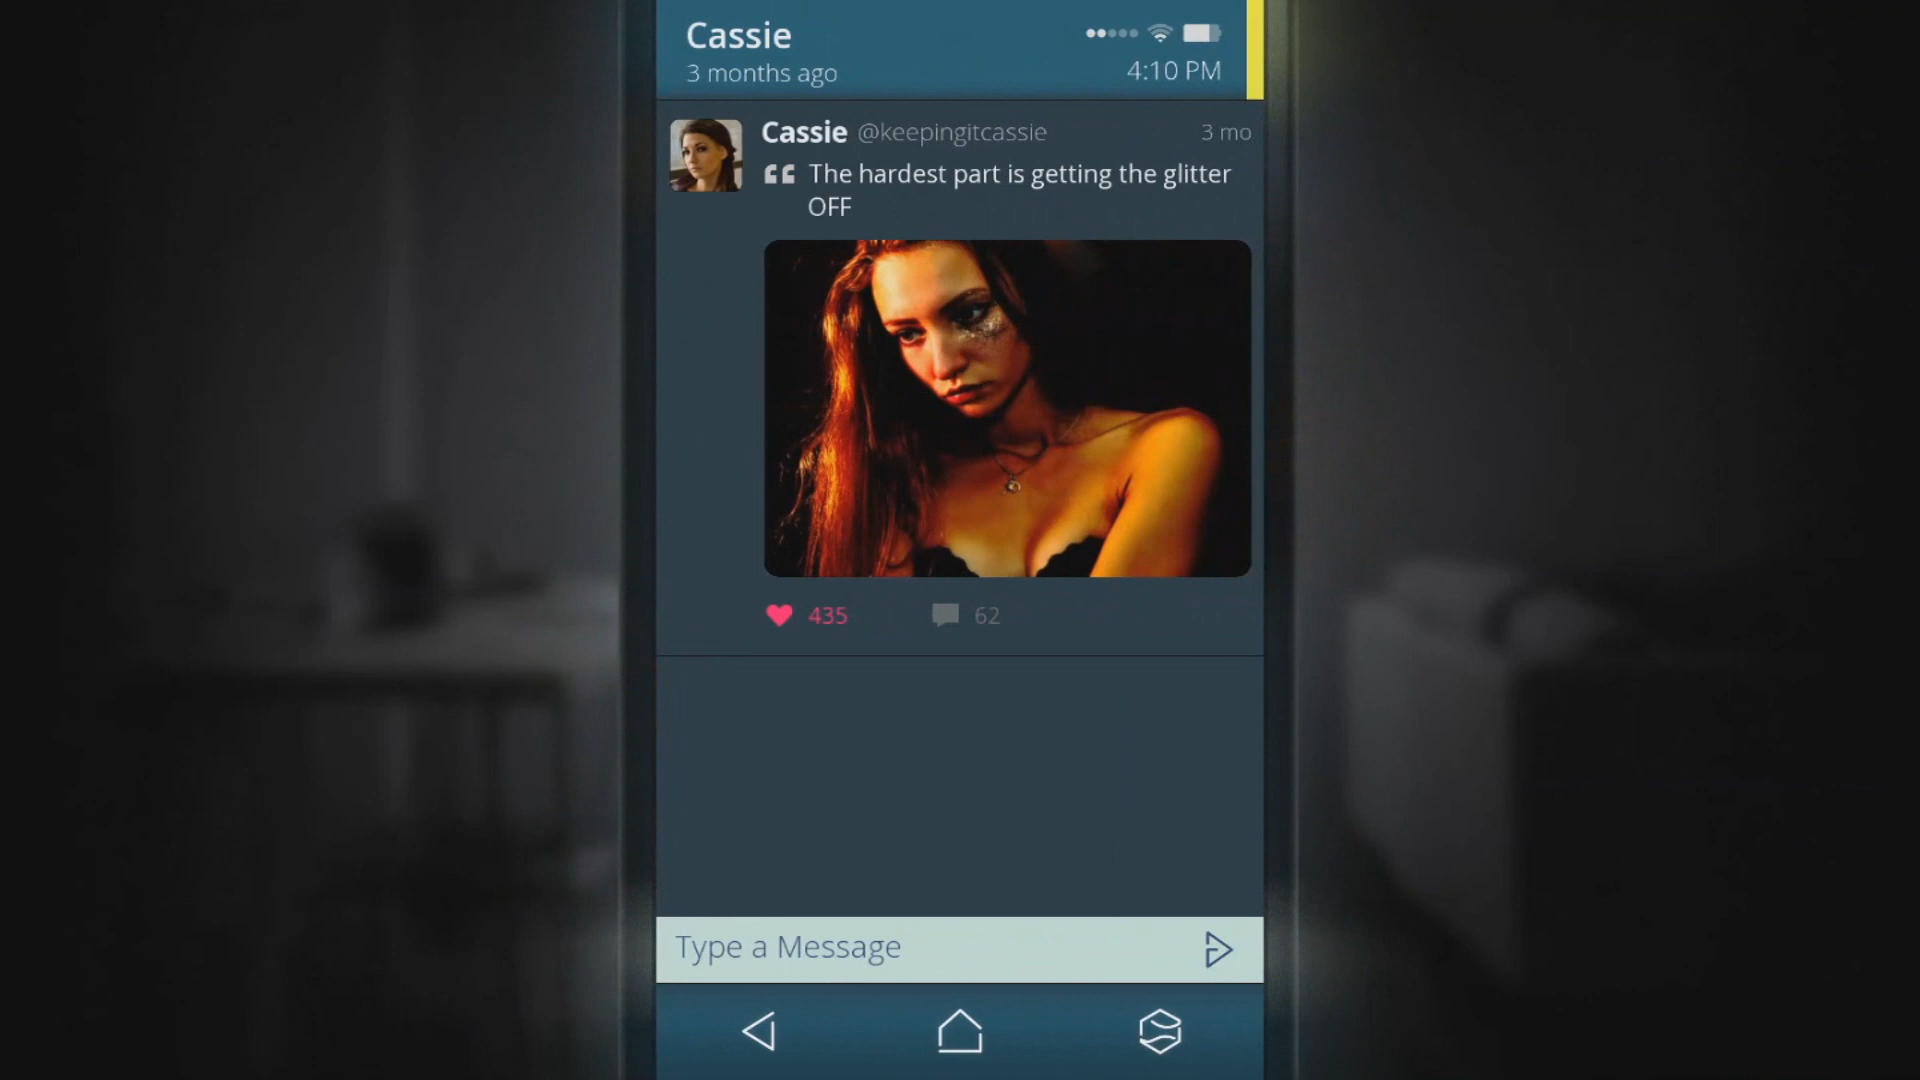 Cassie
3 months ago
4:10 PM
Cassie @keepingitcassie 3 mo
The hardest part is getting the glitter
OFF
435 62
Type a Message